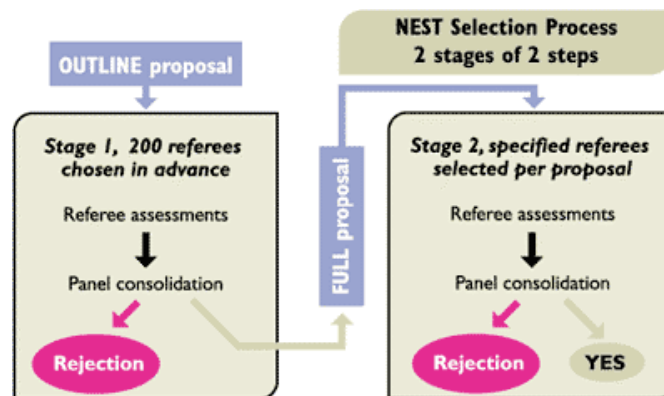 NEST Selection Process
2 stages of 2 steps
OUTLINE proposal
Stage 1, 200 referees
chosen in advance
Referee assessments
Panel consolidation
Rejection
FULL proposal
Stage 2, specified referees
selected per proposal
Referee assessments
Panel consolidation
Rejection
YES